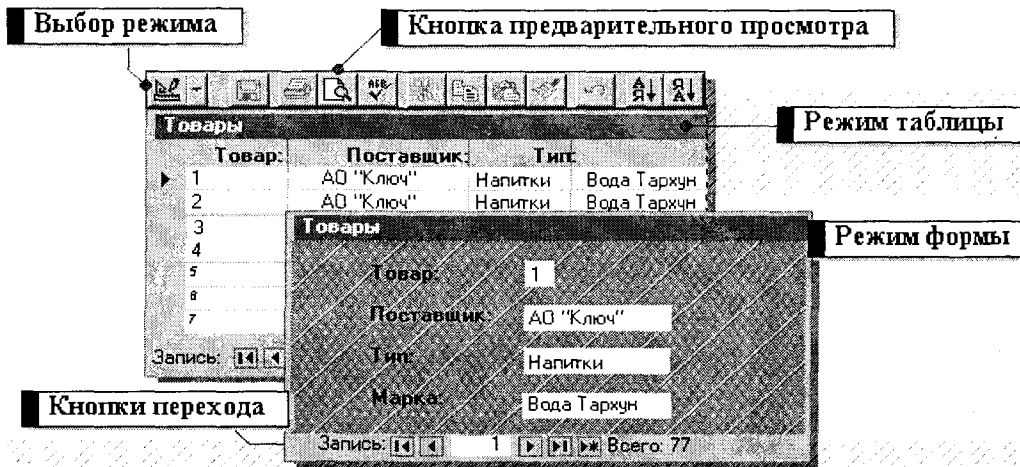 Выбор режима
Кнопка предварительного просмотра
Товары
Режим таблицы
Товар: Поставщик: Тип:
1 АО "Ключ" Напитки Вода Тархун
2 АО "Ключ" Напитки Вода Тархун
3
4
5
6
7
Запись:
Товары
Режим формы
Товар: 1
Поставщик: АО "Ключ"
Тип: Напитки
Марка: Вода Тархун
Кнопки перехода
Запись: 1 Всего: 77